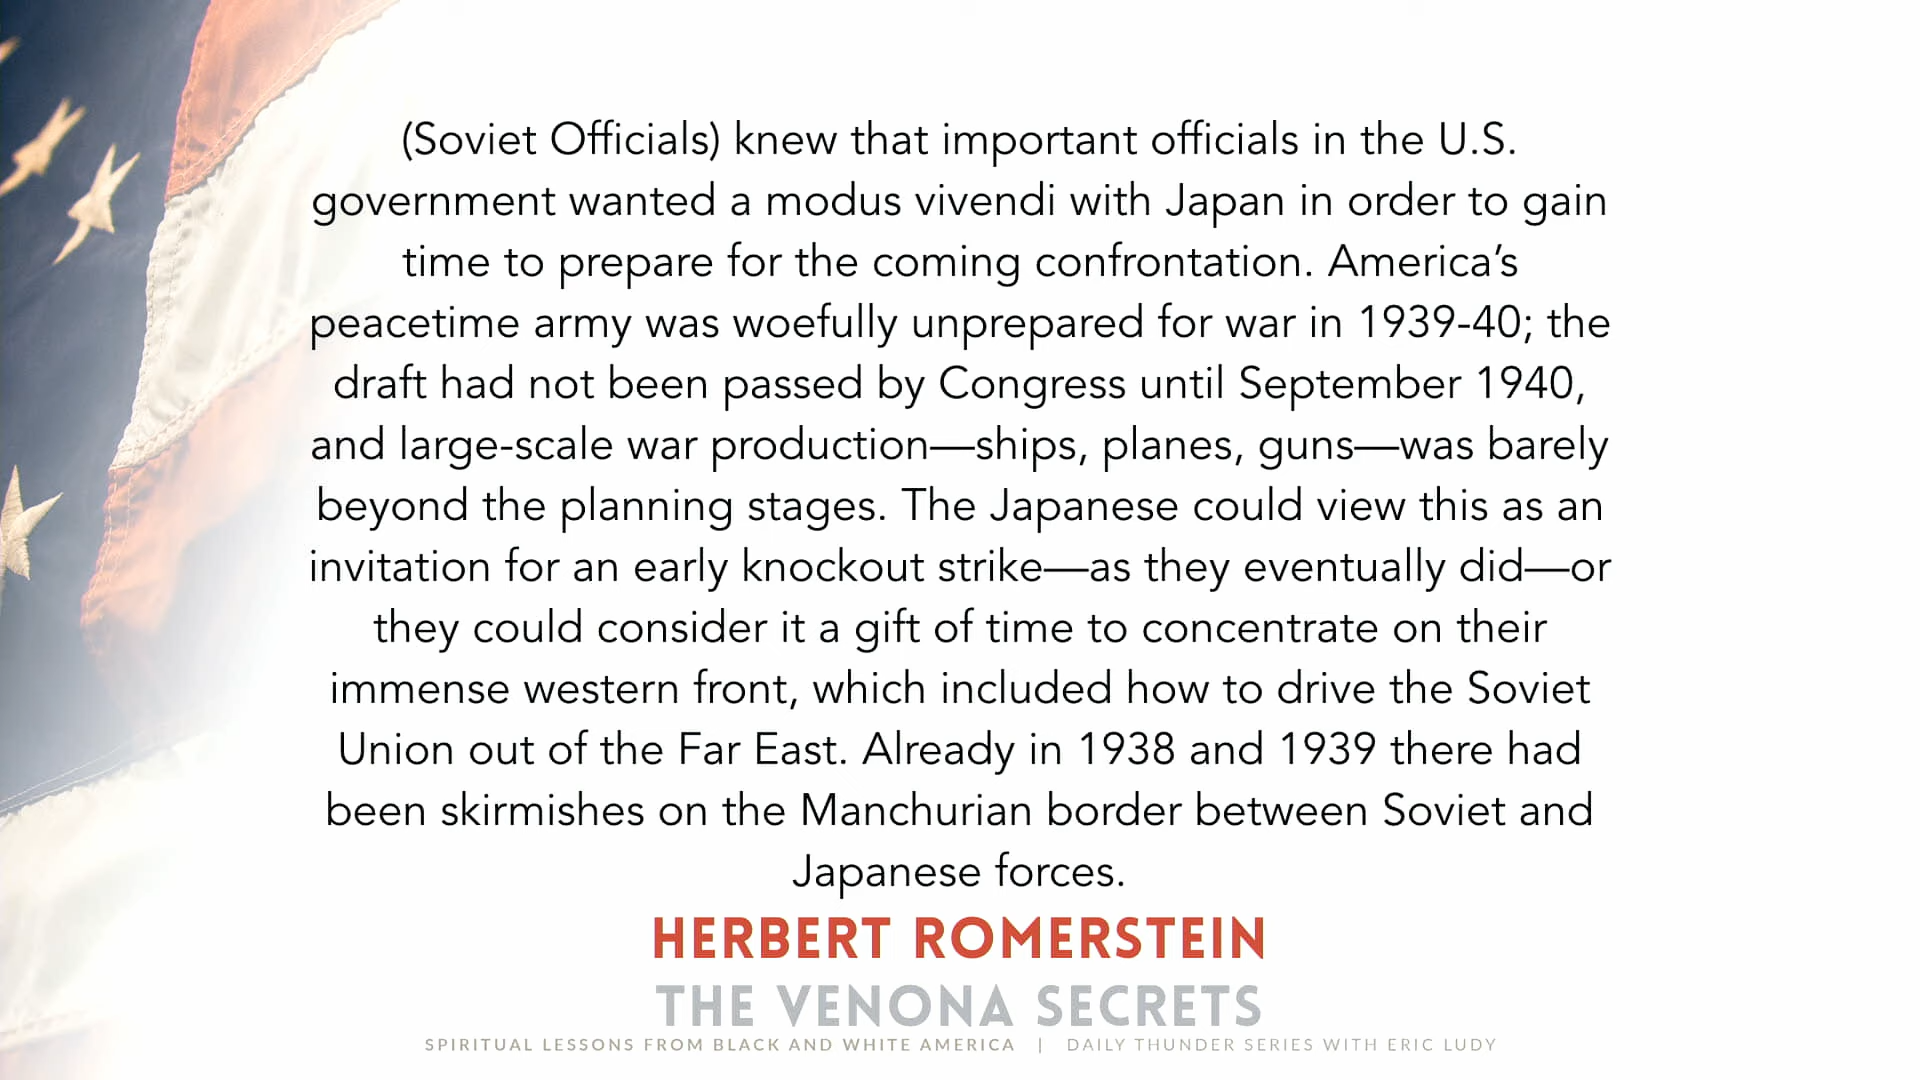 (Soviet Officials) knew that important officials in the U.S.
government wanted a modus vivendi with Japan in order to gain
time to prepare for the coming confrontation. America’s
peacetime army was woefully unprepared for war in 1939-40; the
draft had not been passed by Congress until September 1940,
and large-scale war production—ships, planes, guns—was barely
beyond the planning stages. The Japanese could view this as an
invitation for an early knockout strike—as they eventually did—or
they could consider it a gift of time to concentrate on their
immense western front, which included how to drive the Soviet
Union out of the Far East. Already in 1938 and 1939 there had
been skirmishes on the Manchurian border between Soviet and
Japanese forces.
HERBERT ROMERSTEIN
THE VENONA SECRETS
SPIRITUAL LESSONS FROM BLACK AND WHITE AMERICA | DAILY THUNDER SERIES WITH ERIC LUDY